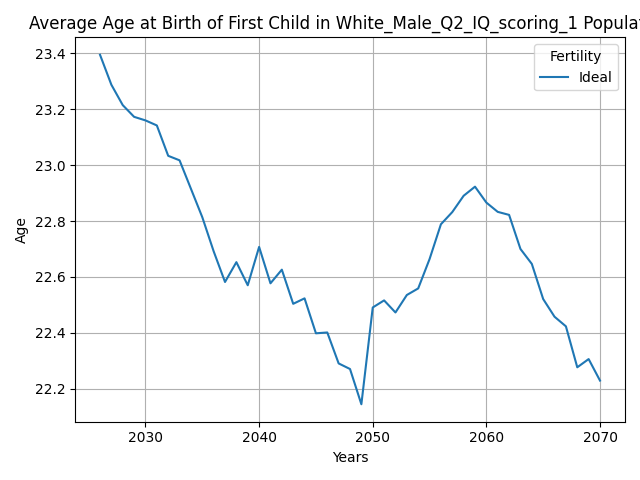 Average Age at Birth of First Child in White_Male_Q2_IQ_scoring_1 Populat
Fertility
Ideal
23.4
23.2
23.0
22.8
22.6
22.4
22.2
Age
2030 2040 2050 2060 2070
Years